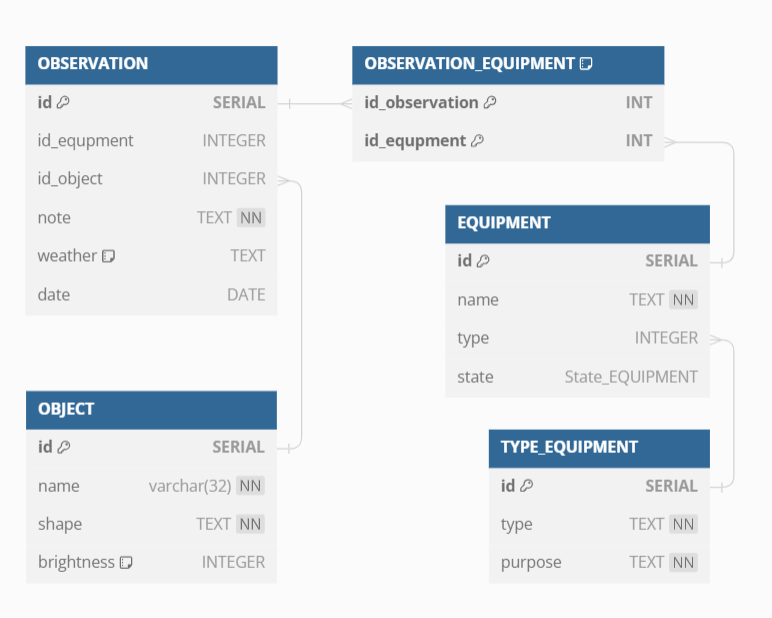 OBSERVATION
id SERIAL
id_equpment INTEGER
id_object INTEGER
note TEXT NN
weather TEXT
date DATE
OBSERVATION_EQUIPMENT
id_observation INT
id_equpment INT
EQUIPMENT
id SERIAL
name TEXT NN
type INTEGER
state State_EQUIPMENT
OBJECT
id SERIAL
name varchar(32) NN
shape TEXT NN
brightness INTEGER
TYPE_EQUIPMENT
id SERIAL
type TEXT NN
purpose TEXT NN